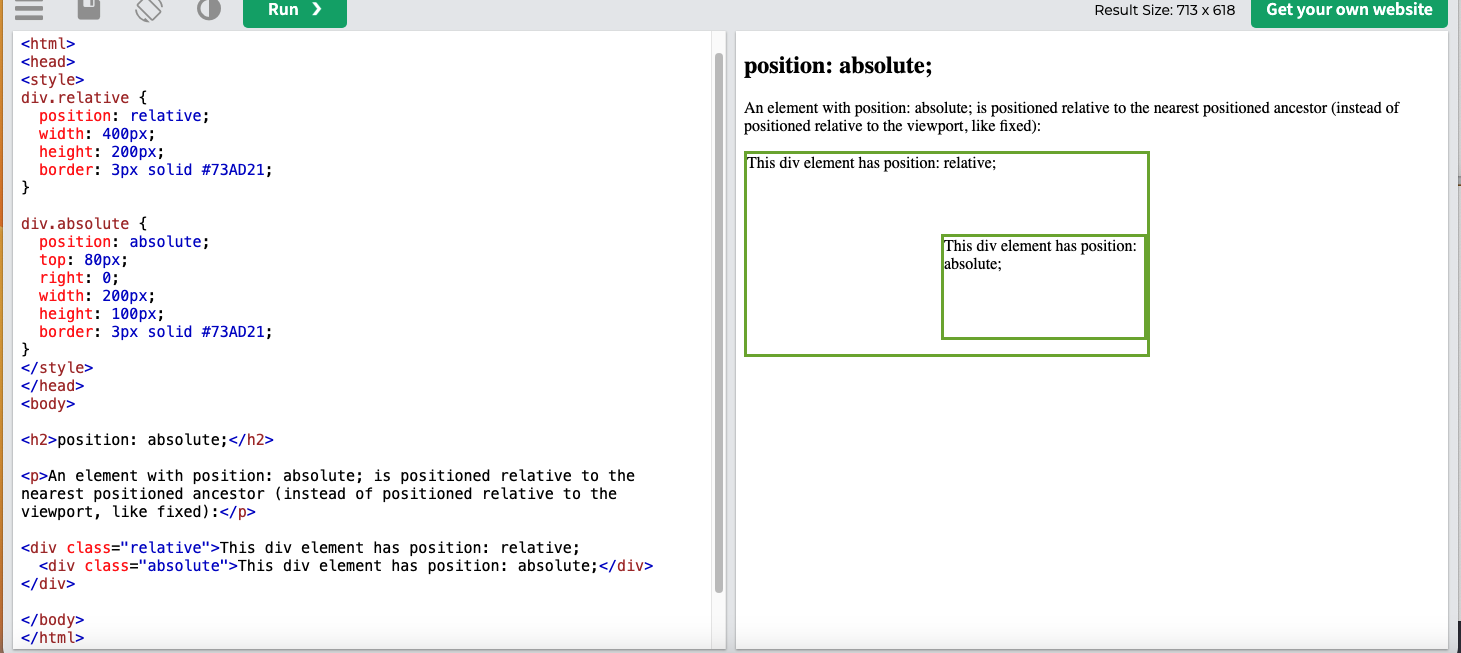 Run ❯
Result Size: 713 x 618
Get your own website
<html>
<head>
<style>
div.relative {
  position: relative;
  width: 400px;
  height: 200px;
  border: 3px solid #73AD21;
}

div.absolute {
  position: absolute;
  top: 80px;
  right: 0;
  width: 200px;
  height: 100px;
  border: 3px solid #73AD21;
}
</style>
</head>
<body>

<h2>position: absolute;</h2>

<p>An element with position: absolute; is positioned relative to the
nearest positioned ancestor (instead of positioned relative to the
viewport, like fixed):</p>

<div class="relative">This div element has position: relative;
  <div class="absolute">This div element has position: absolute;</div>
</div>

</body>
</html>
position: absolute;
An element with position: absolute; is positioned relative to the nearest positioned ancestor (instead of
positioned relative to the viewport, like fixed):
This div element has position: relative;
This div element has position:
absolute;